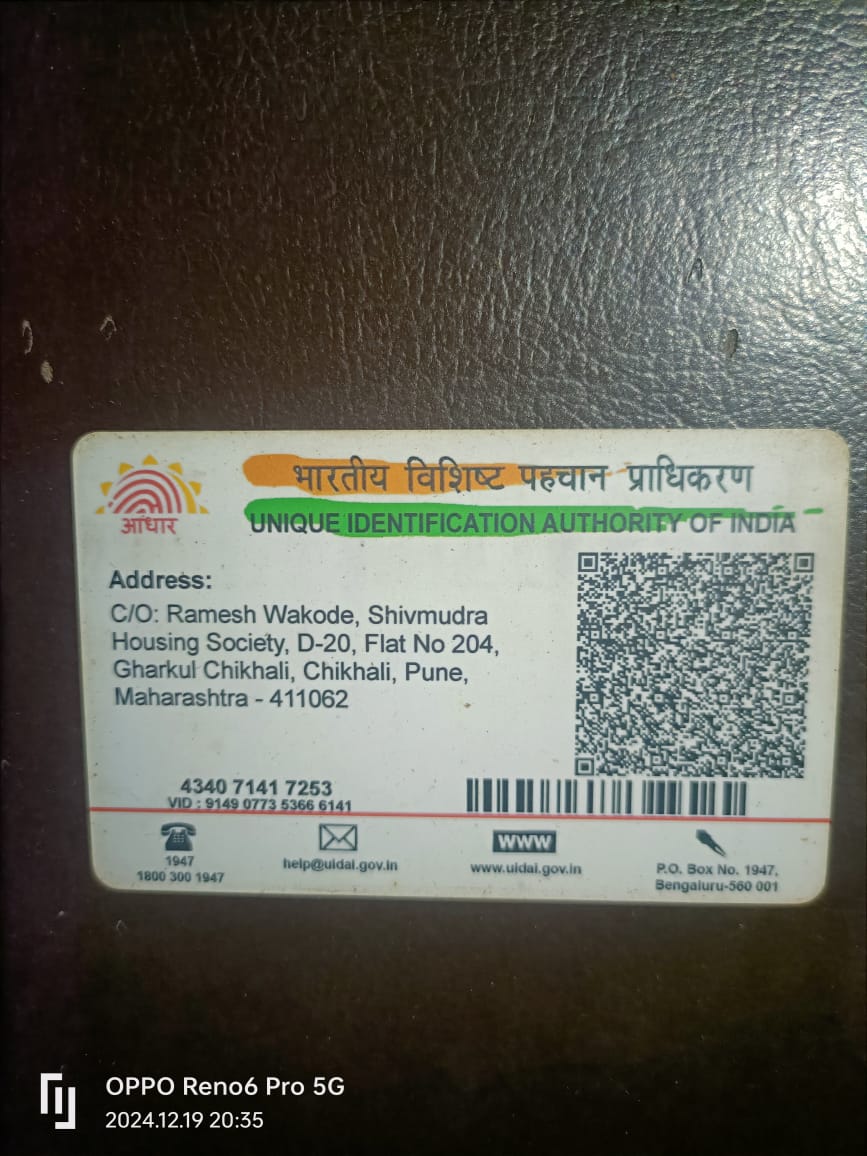 आधार
भारतीय विशिष्ट पहचान प्राधिकरण
UNIQUE IDENTIFICATION AUTHORITY OF INDIA
Address:
C/O: Ramesh Wakode, Shivmudra
Housing Society, D-20, Flat No 204,
Gharkul Chikhali, Chikhali, Pune,
Maharashtra - 411062
4340 7141 7253
VID : 9149 0773 5366 6141
1947
1800 300 1947
help@uidai.gov.in
WWW
www.uidai.gov.in
P.O. Box No. 1947,
Bengaluru-560 001
OPPO Reno6 Pro 5G
2024.12.19 20:35